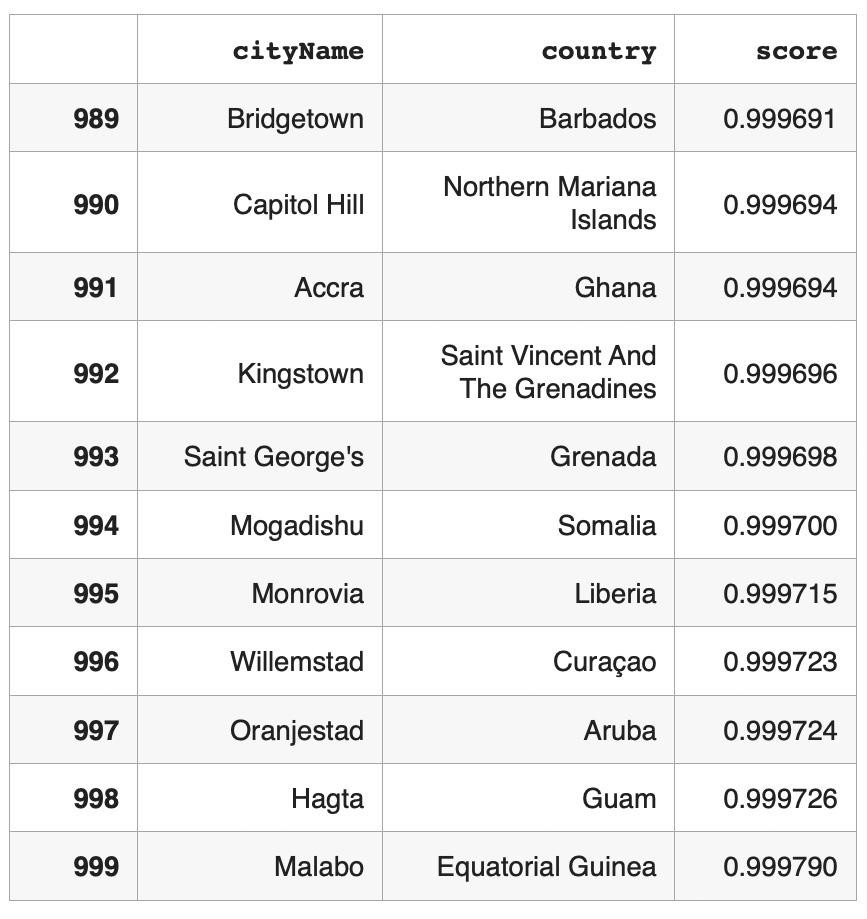 cityName country score
989 Bridgetown Barbados 0.999691
990 Capitol Hill Northern Mariana Islands 0.999694
991 Accra Ghana 0.999694
992 Kingstown Saint Vincent And The Grenadines 0.999696
993 Saint George's Grenada 0.999698
994 Mogadishu Somalia 0.999700
995 Monrovia Liberia 0.999715
996 Willemstad Curaçao 0.999723
997 Oranjestad Aruba 0.999724
998 Hagta Guam 0.999726
999 Malabo Equatorial Guinea 0.999790